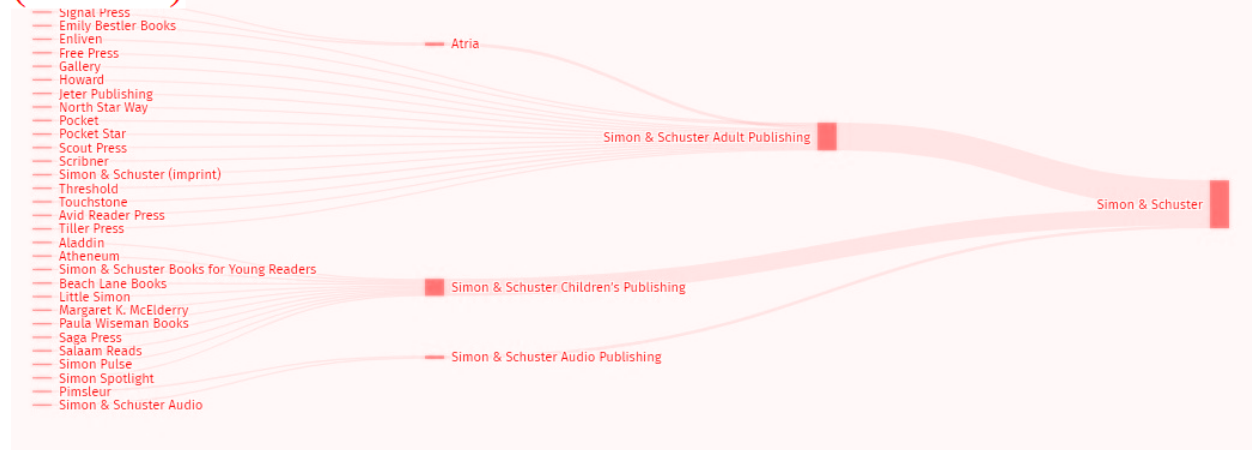 Signal Press
Emily Bestler Books
Enliven
Free Press
Gallery
Howard
Jeter Publishing
North Star Way
Pocket
Pocket Star
Scout Press
Scribner
Simon & Schuster (imprint)
Threshold
Touchstone
Avid Reader Press
Tiller Press
Aladdin
Atheneum
Simon & Schuster Books for Young Readers
Beach Lane Books
Little Simon
Margaret K. McElderry
Paula Wiseman Books
Saga Press
Salaam Reads
Simon Pulse
Simon Spotlight
Pimsleur
Simon & Schuster Audio
Atria
Simon & Schuster Adult Publishing
Simon & Schuster Children's Publishing
Simon & Schuster Audio Publishing
Simon & Schuster